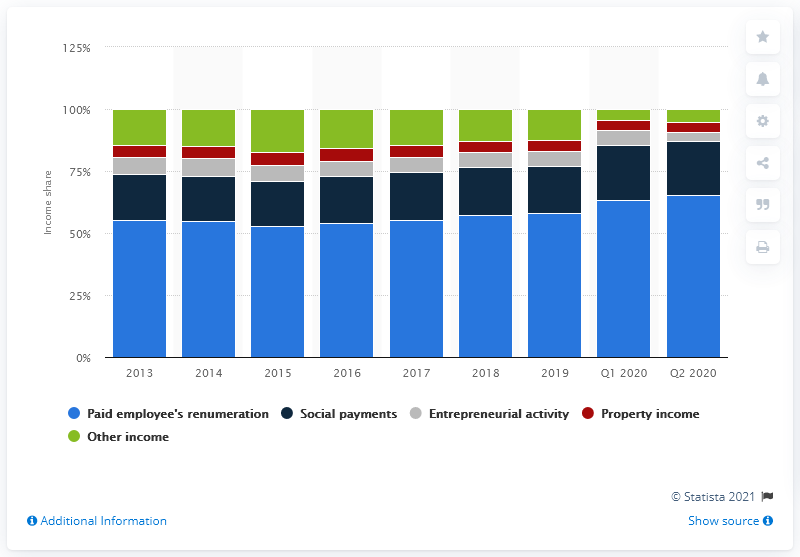 125%
100%
75%
50%
25%
0%
Income share
2013 2014 2015 2016 2017 2018 2019 Q1 2020 Q2 2020
Paid employee's renumeration Social payments Entrepreneurial activity Property income
Other income
© Statista 2021
Additional Information Show source